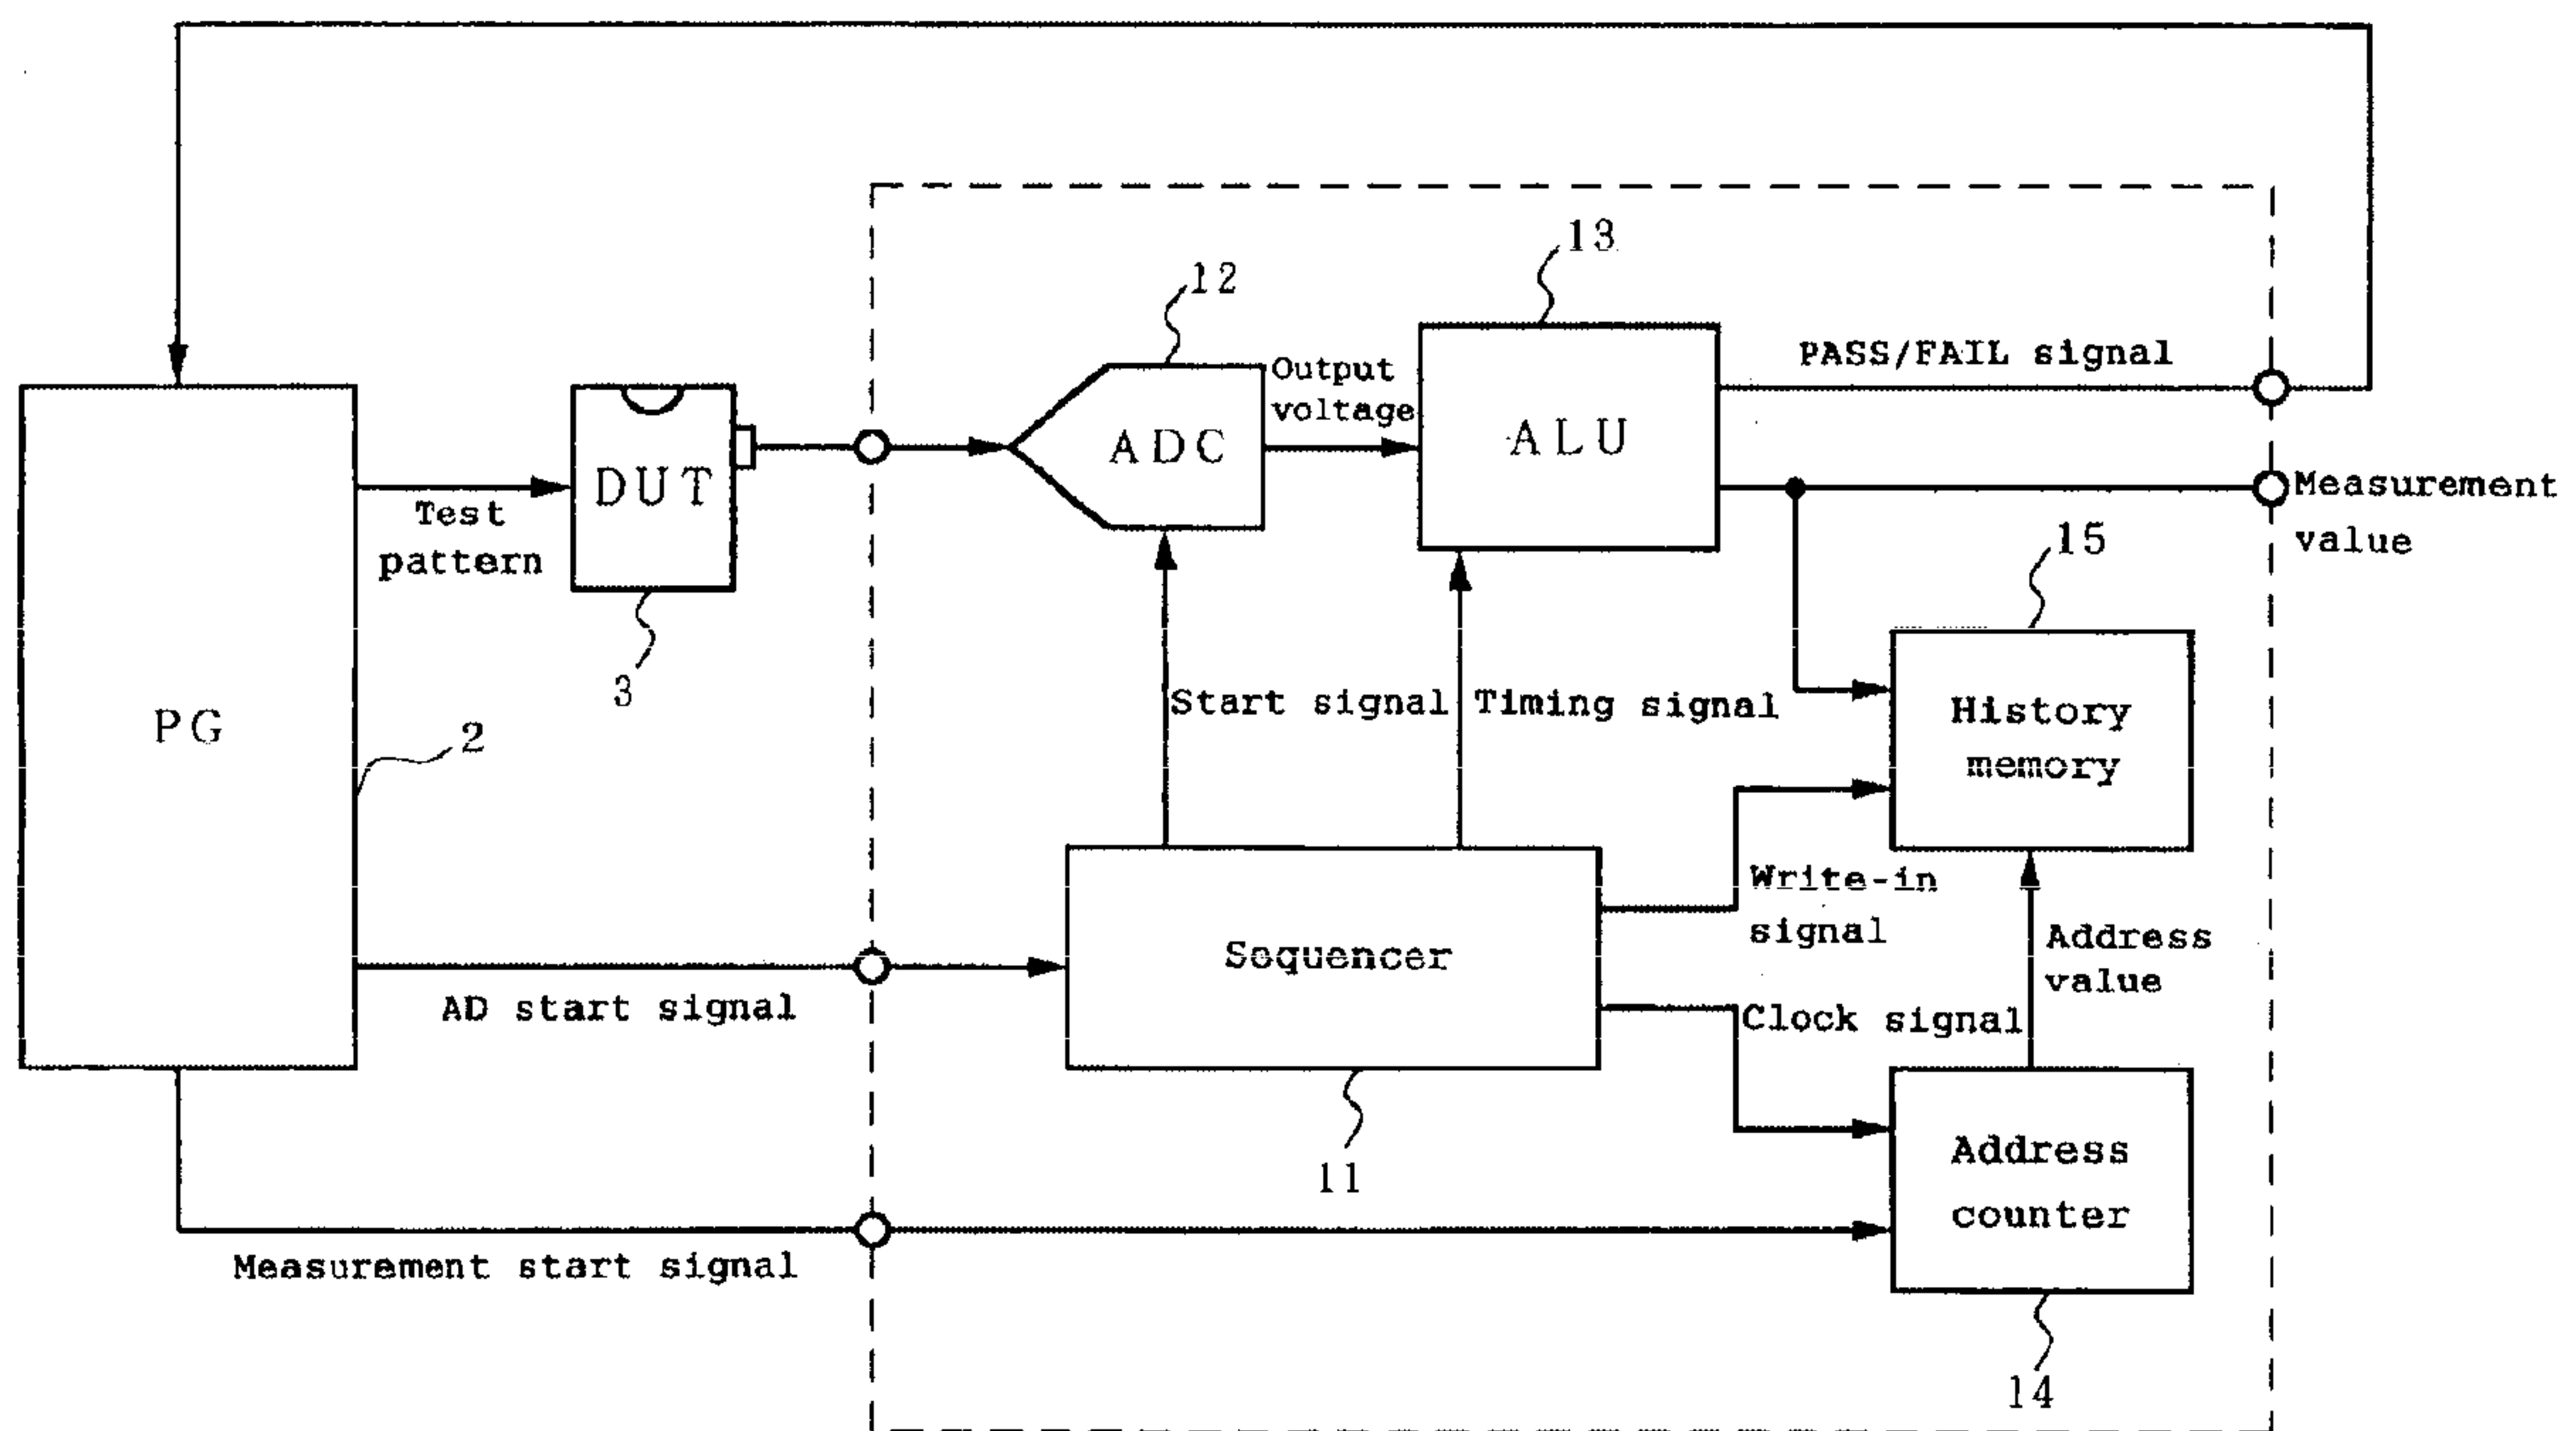 13
12
PASS/FAIL signal
Output
voltage
ADC
ALU
DUT
Measurement
value
Test
pattern
15
3
Start signal
Timing signal
History
memory
PG
2
Write-in
signal
Address
value
Sequencer
AD start signal
Clock signal
Address
counter
11
Measurement start signal
14